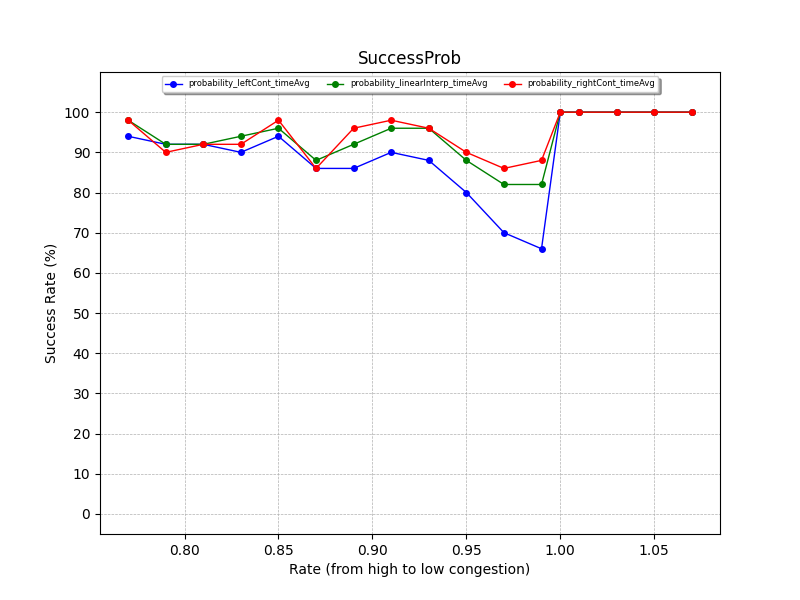 SuccessProb
probability_leftCont_timeAvg probability_linearInterp_timeAvg probability_rightCont_timeAvg
100
90
80
70
60
50
40
30
20
10
0
Success Rate (%)
0.80 0.85 0.90 0.95 1.00 1.05
Rate (from high to low congestion)